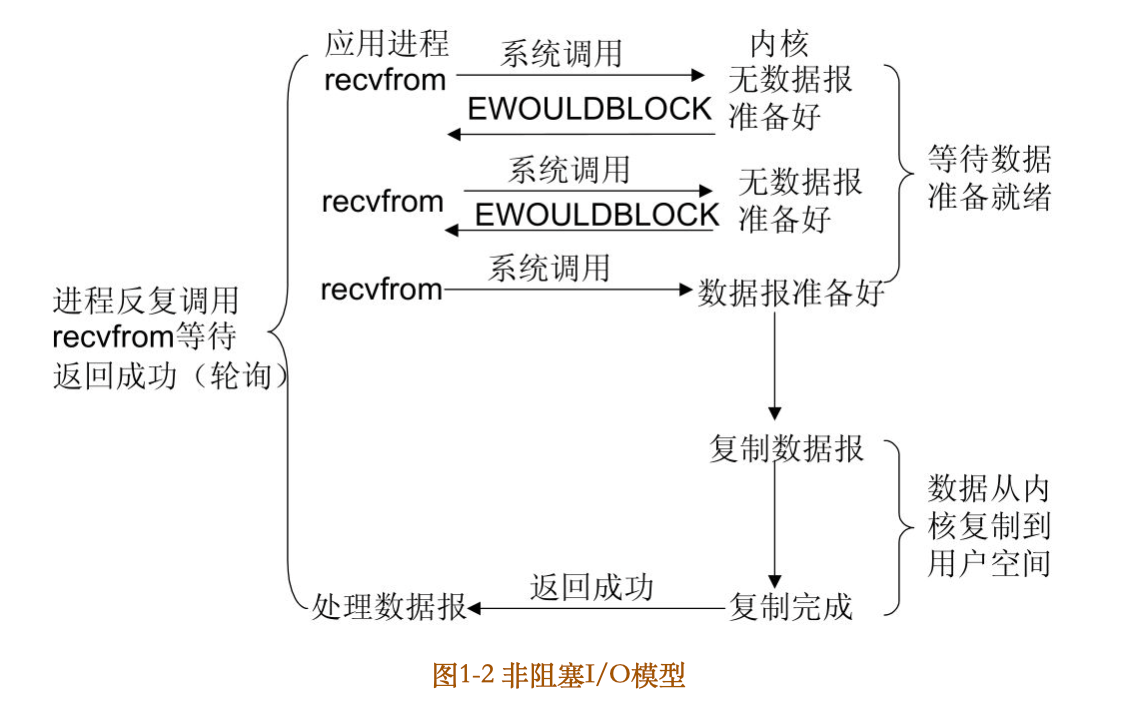 应用进程
系统调用
内核
recvfrom
无数据报
准备好
EWOULDBLOCK
等待数据
准备就绪
系统调用
无数据报
准备好
recvfrom
EWOULDBLOCK
系统调用
recvfrom
数据报准备好
进程反复调用
recvfrom等待
返回成功（轮询）
复制数据报
数据从内
核复制到
用户空间
返回成功
处理数据报
复制完成
图1-2 非阻塞I/O模型